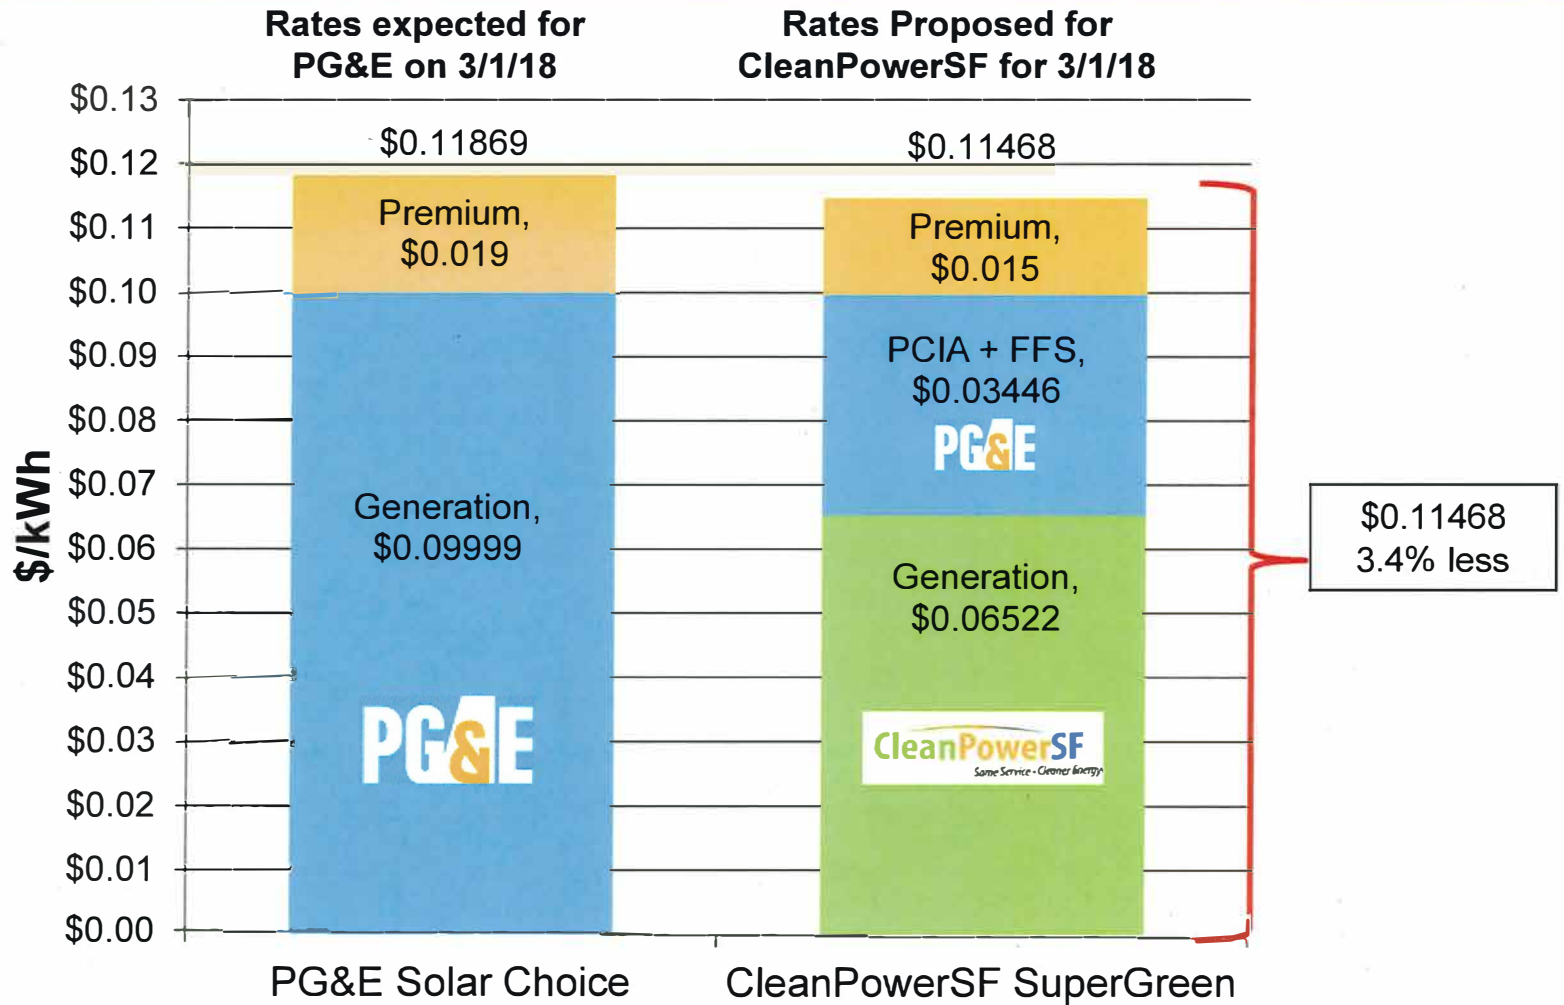 Rates expected for
PG&E on 3/1/18
Rates Proposed for
CleanPowerSF for 3/1/18
$0.13
$0.12
$0.11
$0.10
$0.09
$0.08
$0.07
$0.06
$0.05
$0.04
$0.03
$0.02
$0.01
$0.00
$/kWh
$0.11869
Premium,
$0.019
Generation,
$0.09999
PG&E
PG&E Solar Choice
$0.11468
Premium,
$0.015
PCIA + FFS,
$0.03446
PG&E
Generation,
$0.06522
CleanPowerSF
Same Service - Cleaner Energy
CleanPowerSF SuperGreen
$0.11468
3.4% less